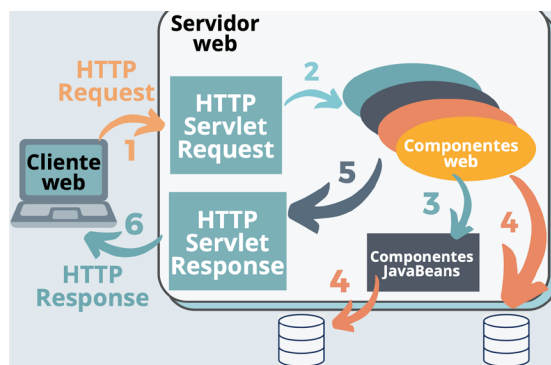 Servidor
web
HTTP
Request
1
Cliente
web
HTTP
Servlet
Request
2
Componentes
web
3
4
Componentes
JavaBeans
4
5
HTTP
Servlet
Response
6
HTTP
Response